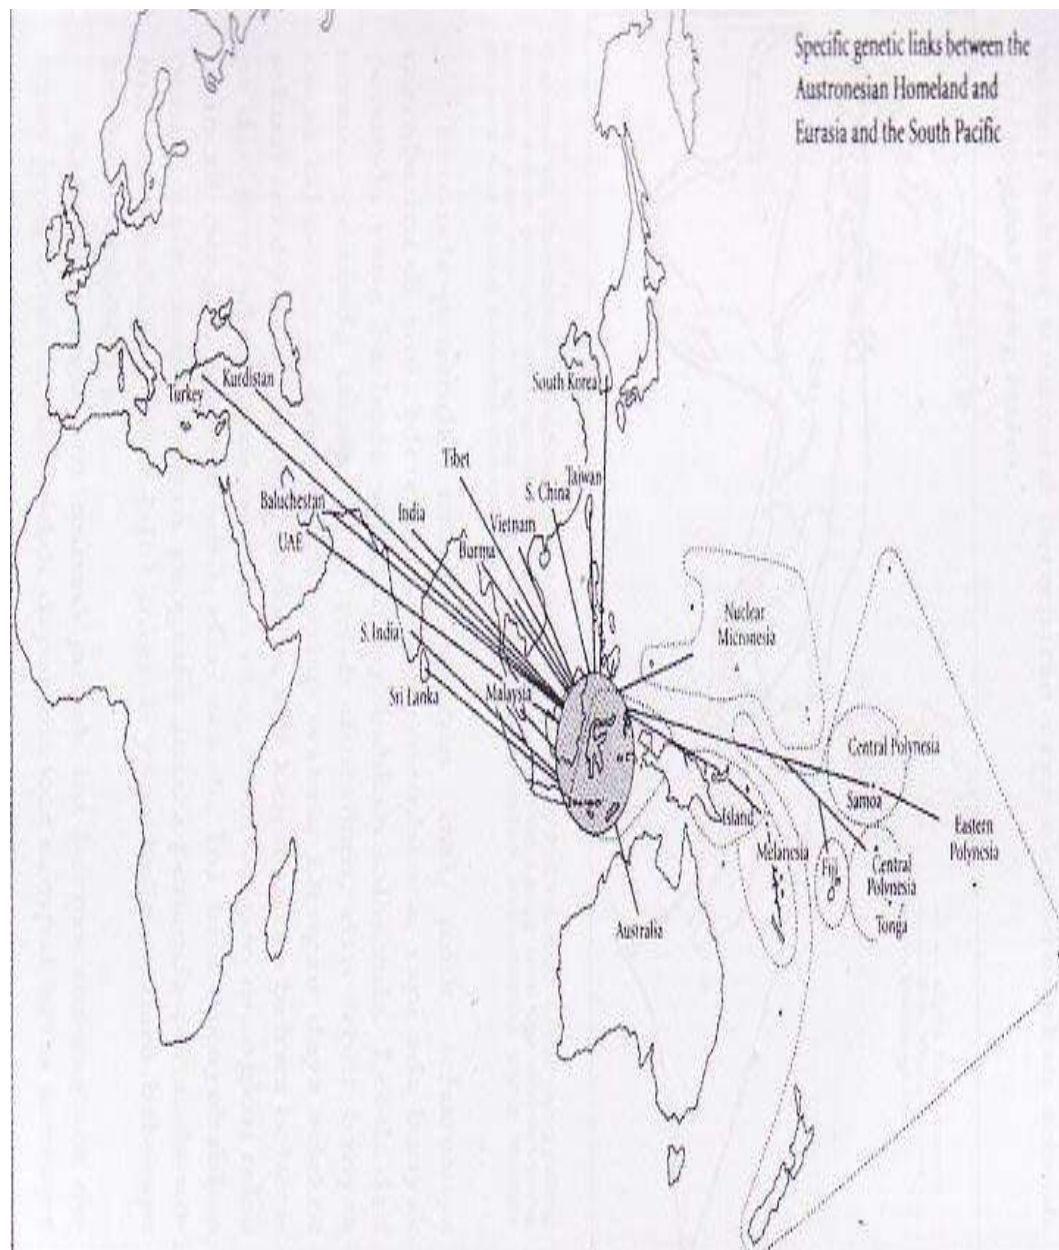 Specific genetic links between the
Austronesian Homeland and
Eurasia and the South Pacific
South Korea
Kurdistan
Turkey
Tibet
Taiwan
S. China
Baluchestan
India
Vietnam
UAE
Burma
Nuclear
Micronesia
S. India
Sri Lanka
Malaysia
Central Polynesia
Samoa
Island
Melanesia
Eastern
Polynesia
Fiji
Central
Polynesia
Tonga
Australia